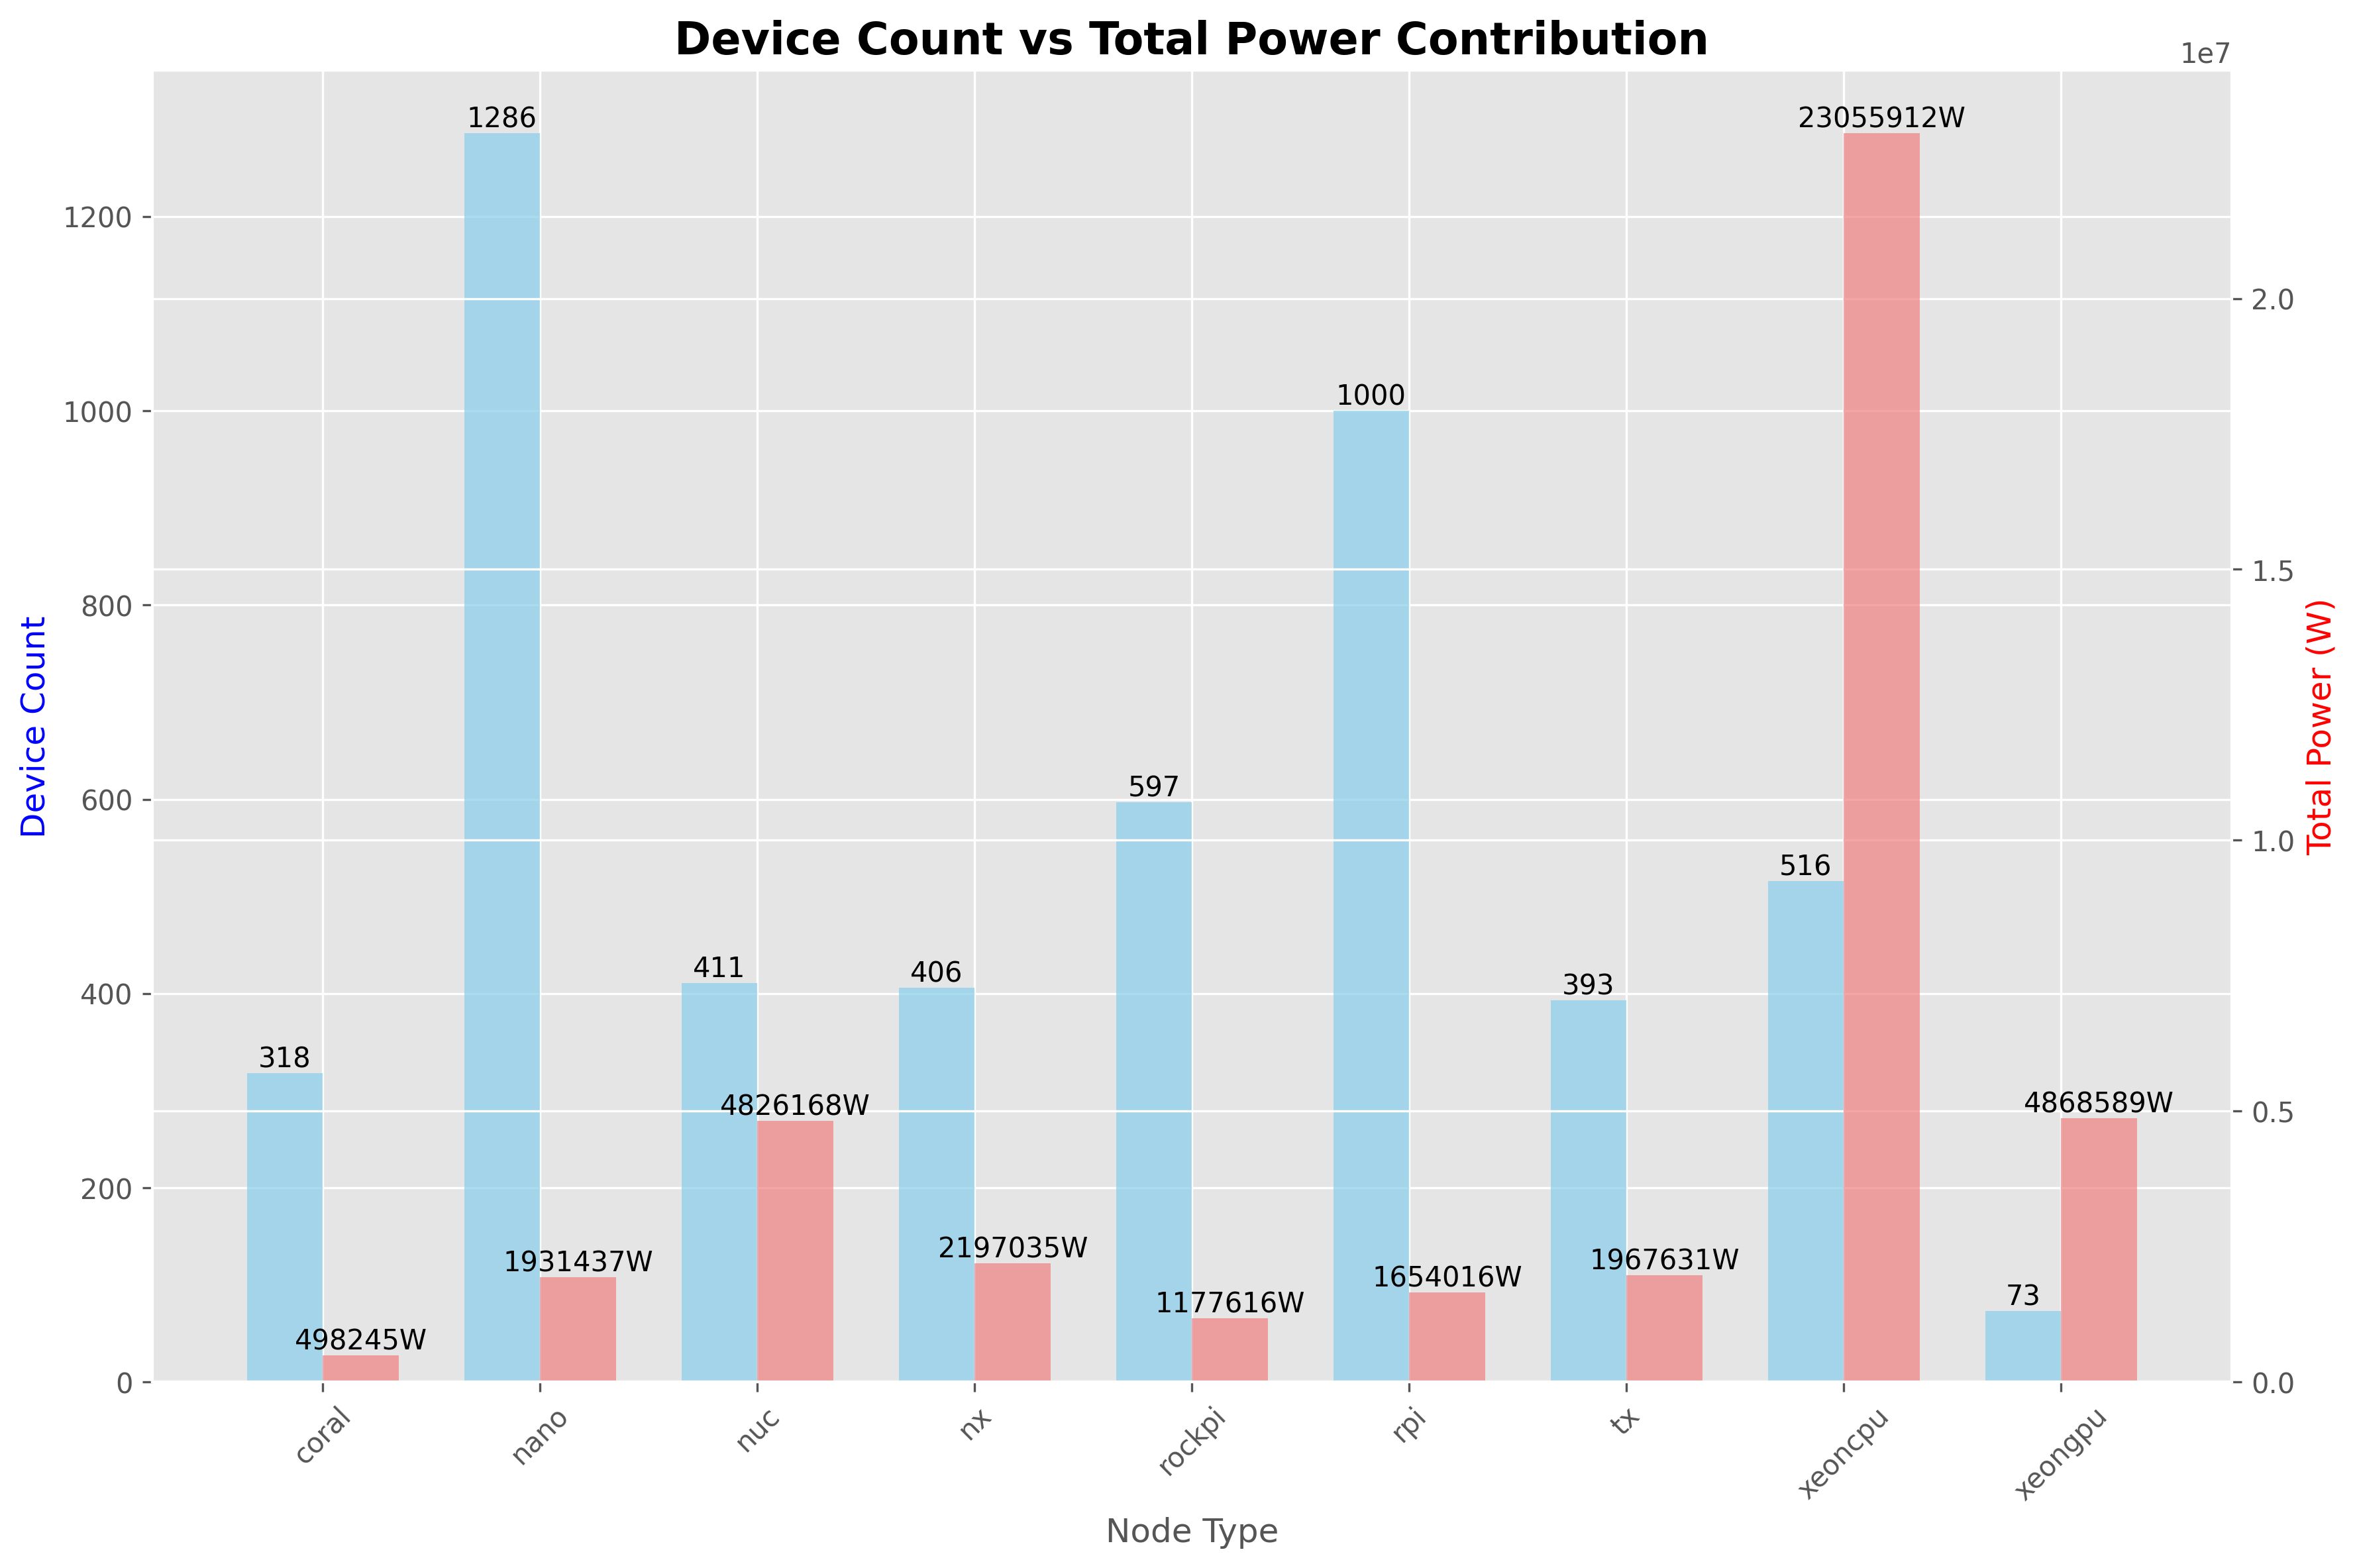 Device Count vs Total Power Contribution
1e7
1286
23055912W
1200
2.0
1000
1000
1.5
800
Device Count
Total Power (W)
600
597
1.0
516
411
406
393
400
318
4826168W
4868589W
0.5
200
1931437W
2197035W
1177616W
1654016W
1967631W
73
498245W
0
0.0
coral
nano
nuc
nx
rockpi
rpi
tx
xeoncpu
xeongpu
Node Type